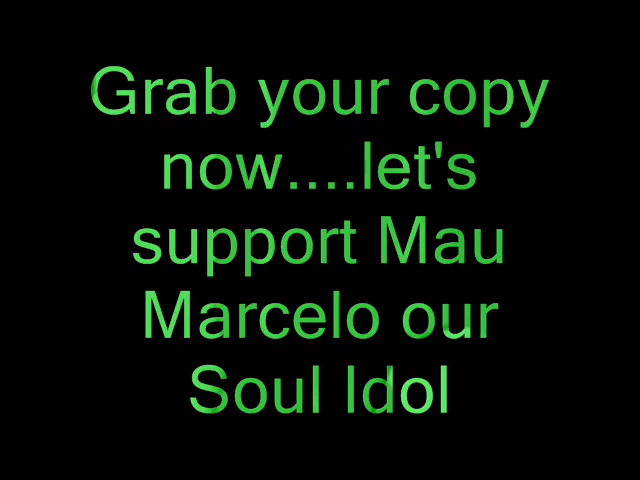 Grab your copy
now....let's
support Mau
Marcelo our
Soul Idol